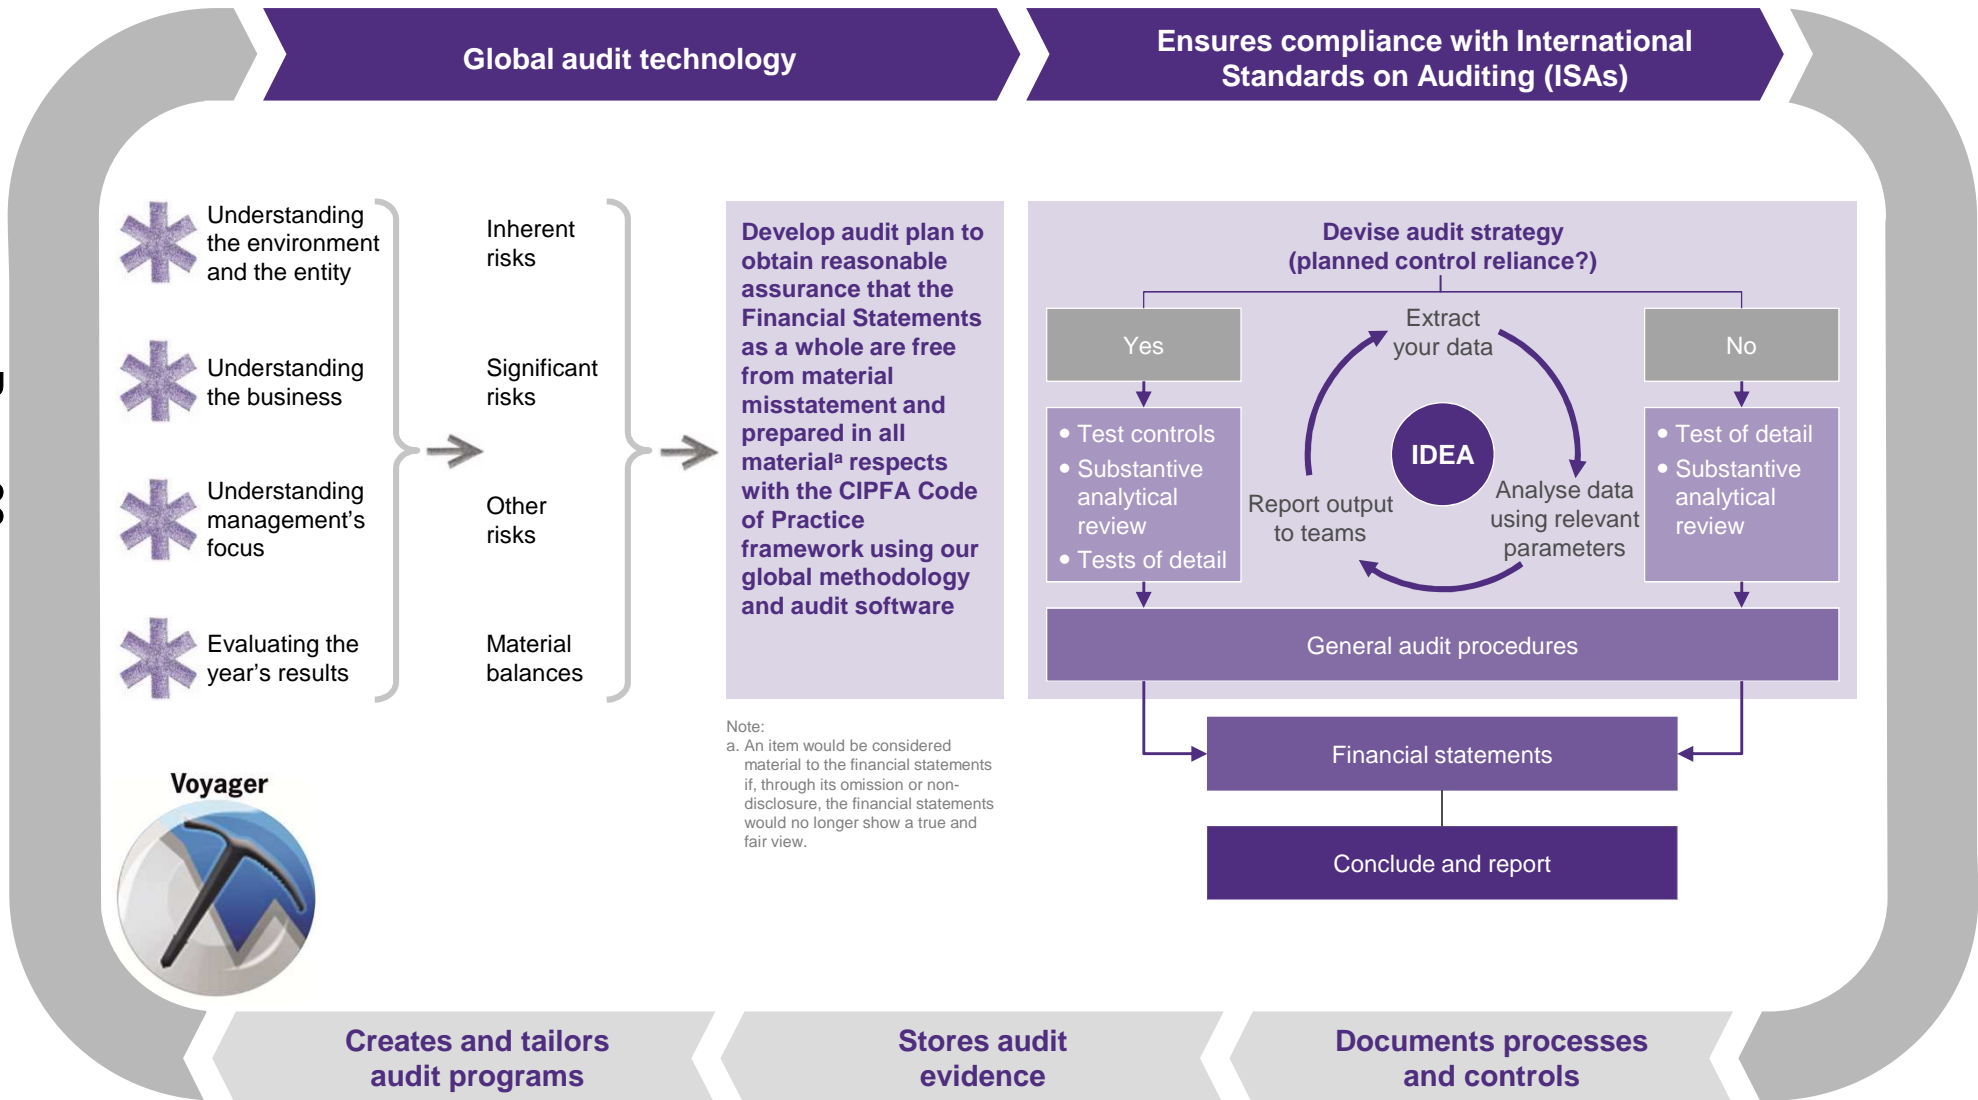 Global audit technology
Ensures compliance with International
Standards on Auditing (ISAs)
Understanding
the environment
and the entity
Understanding
the business
Understanding
management’s
focus
Evaluating the
year’s results
Inherent
risks
Significant
risks
Other
risks
Material
balances
Develop audit plan to
obtain reasonable
assurance that the
Financial Statements
as a whole are free
from material
misstatement and
prepared in all
materialᵃ respects
with the CIPFA Code
of Practice
framework using our
global methodology
and audit software
Note:
a. An item would be considered
material to the financial statements
if, through its omission or non-
disclosure, the financial statements
would no longer show a true and
fair view.
Devise audit strategy
(planned control reliance?)
Yes
• Test controls
• Substantive
analytical
review
• Tests of detail
Extract
your data
IDEA
Analyse data
using relevant
parameters
Report output
to teams
No
• Test of detail
• Substantive
analytical
review
General audit procedures
Financial statements
Conclude and report
Voyager
Creates and tailors
audit programs
Stores audit
evidence
Documents processes
and controls